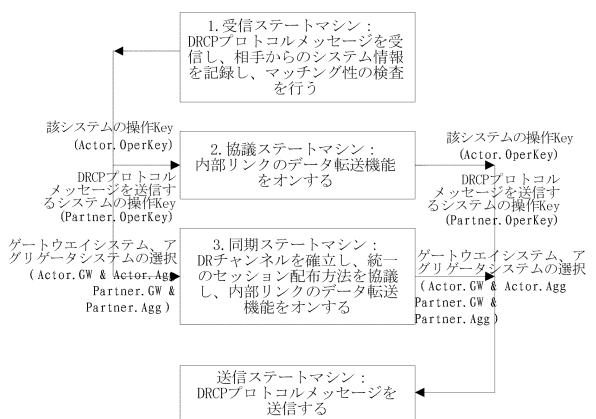 1.受信ステートマシン：
DRCPプロトコルメッセージを受
信し、相手からのシステム情報
を記録し、マッチング性の検査
を行う
該システムの操作Key
(Actor.OperKey)
DRCPプロトコル
メッセージを送信す
るシステムの操作Key
(Partner.OperKey)
ゲートウエイシステム、ア
グリゲータシステムの選択
(Actor.GW & Actor.Agg
Partner.GW &
Partner.Agg)
2.協議ステートマシン：
内部リンクのデータ転送機能
をオンする
3.同期ステートマシン：
DRチャンネルを確立し、統一
のセッション配布方法を協議
し、内部リンクのデータ転送
機能をオンする
該システムの操作Key
(Actor.OperKey)
DRCPプロトコル
メッセージを送信す
るシステムの操作Key
(Partner.OperKey)
ゲートウエイシステム、ア
グリゲータシステムの選択
(Actor.GW & Actor.Agg
Partner.GW &
Partner.Agg)
送信ステートマシン：
DRCPプロトコルメッセージを
送信する